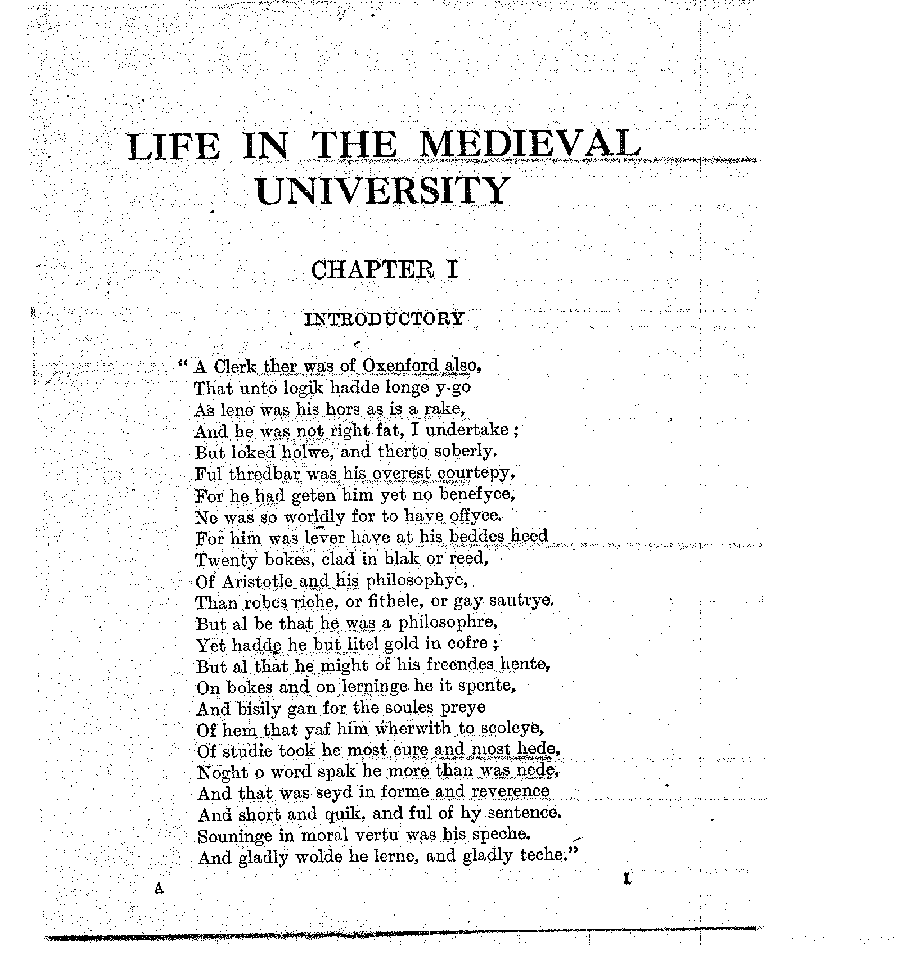 LIFE IN THE MEDIEVAL
UNIVERSITY
CHAPTER I
INTRODUCTORY
“ A Clerk ther was of Oxenford also,
That unto logik hadde longe y-go
As lene was his hors as is a rake,
And he was not right fat, I undertake ;
But loked holwe, and therto soberly.
Ful thredbar was his overest courtepy,
For he had geten him yet no benefyce,
Ne was so worldly for to have offyce.
For him was lever have at his beddes heed
Twenty bokes, clad in blak or reed,
Of Aristotle and his philosophye,
Than robes riche, or fithele, or gay sautrye.
But al be that he was a philosophre,
Yet hadde he but litel gold in cofre ;
But al that he might of his freendes hente,
On bokes and on lerninge he it spente,
And bisily gan for the soules preye
Of hem that yaf him wherwith to scoleye,
Of studie took he most cure and most hede,
Noght o word spak he more than was nede,
And that was seyd in forme and reverence
And short and quik, and ful of hy sentence.
Souninge in moral vertu was his speche.
And gladly wolde he lerne, and gladly teche.”
A 1